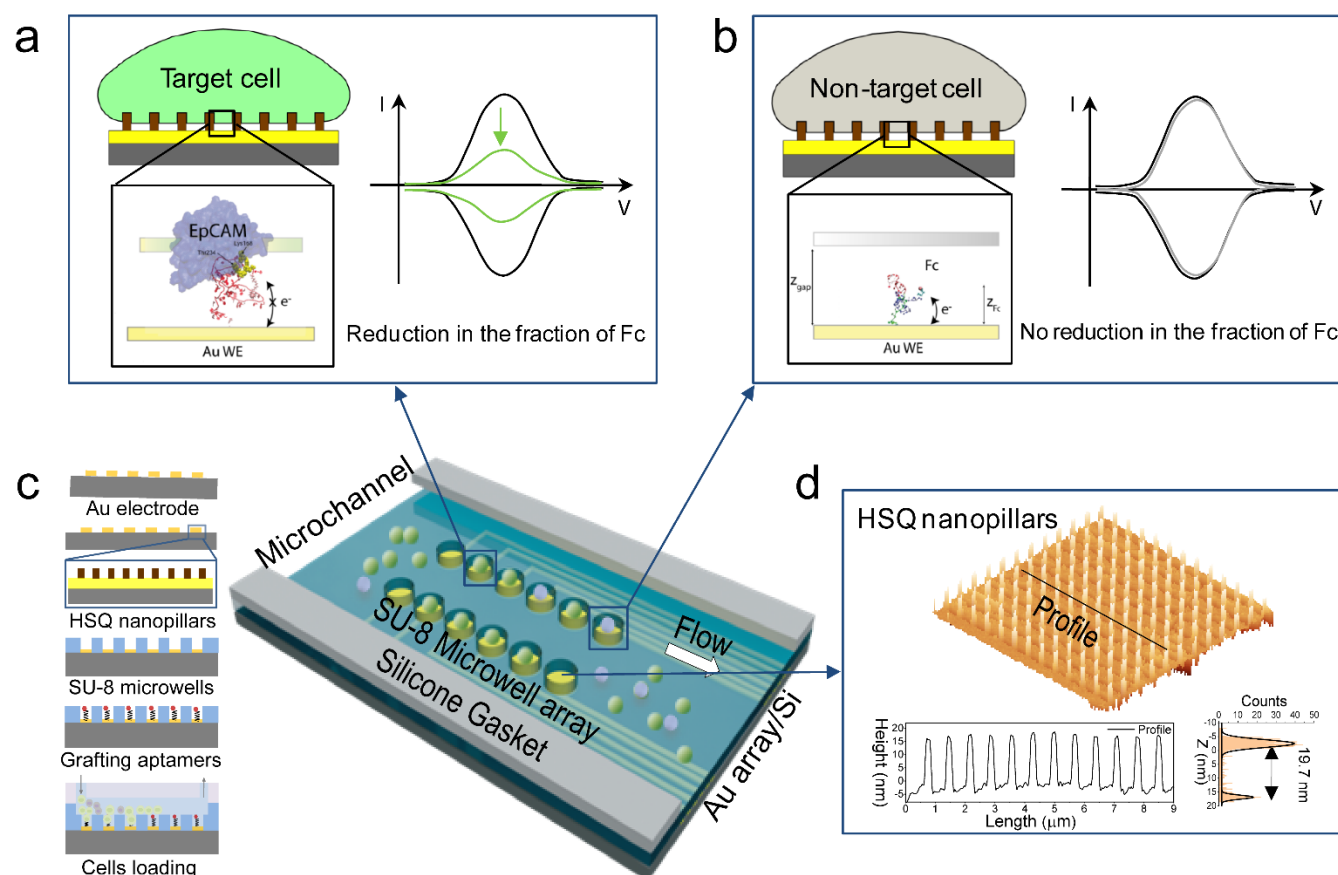 a
Target cell
I
V
EpCAM
e-
Au WE
Reduction in the fraction of Fc
b
Non-target cell
I
V
Fc
Zgap
e-
ZFc
Au WE
No reduction in the fraction of Fc
c
Au electrode
HSQ nanopillars
SU-8 microwells
Grafting aptamers
Cells loading
Microchannel
SU-8 Microwell array
Silicone Gasket
Flow
Au array/Si
d
HSQ nanopillars
Profile
Height (nm)
20
15
10
5
0
-5
Profile
0 1 2 3 4 5 6 7 8 9
Length (μm)
Counts
0 10 20 30 40 50
Z (nm)
-10
-5
0
5
10
15
20
19.7 nm